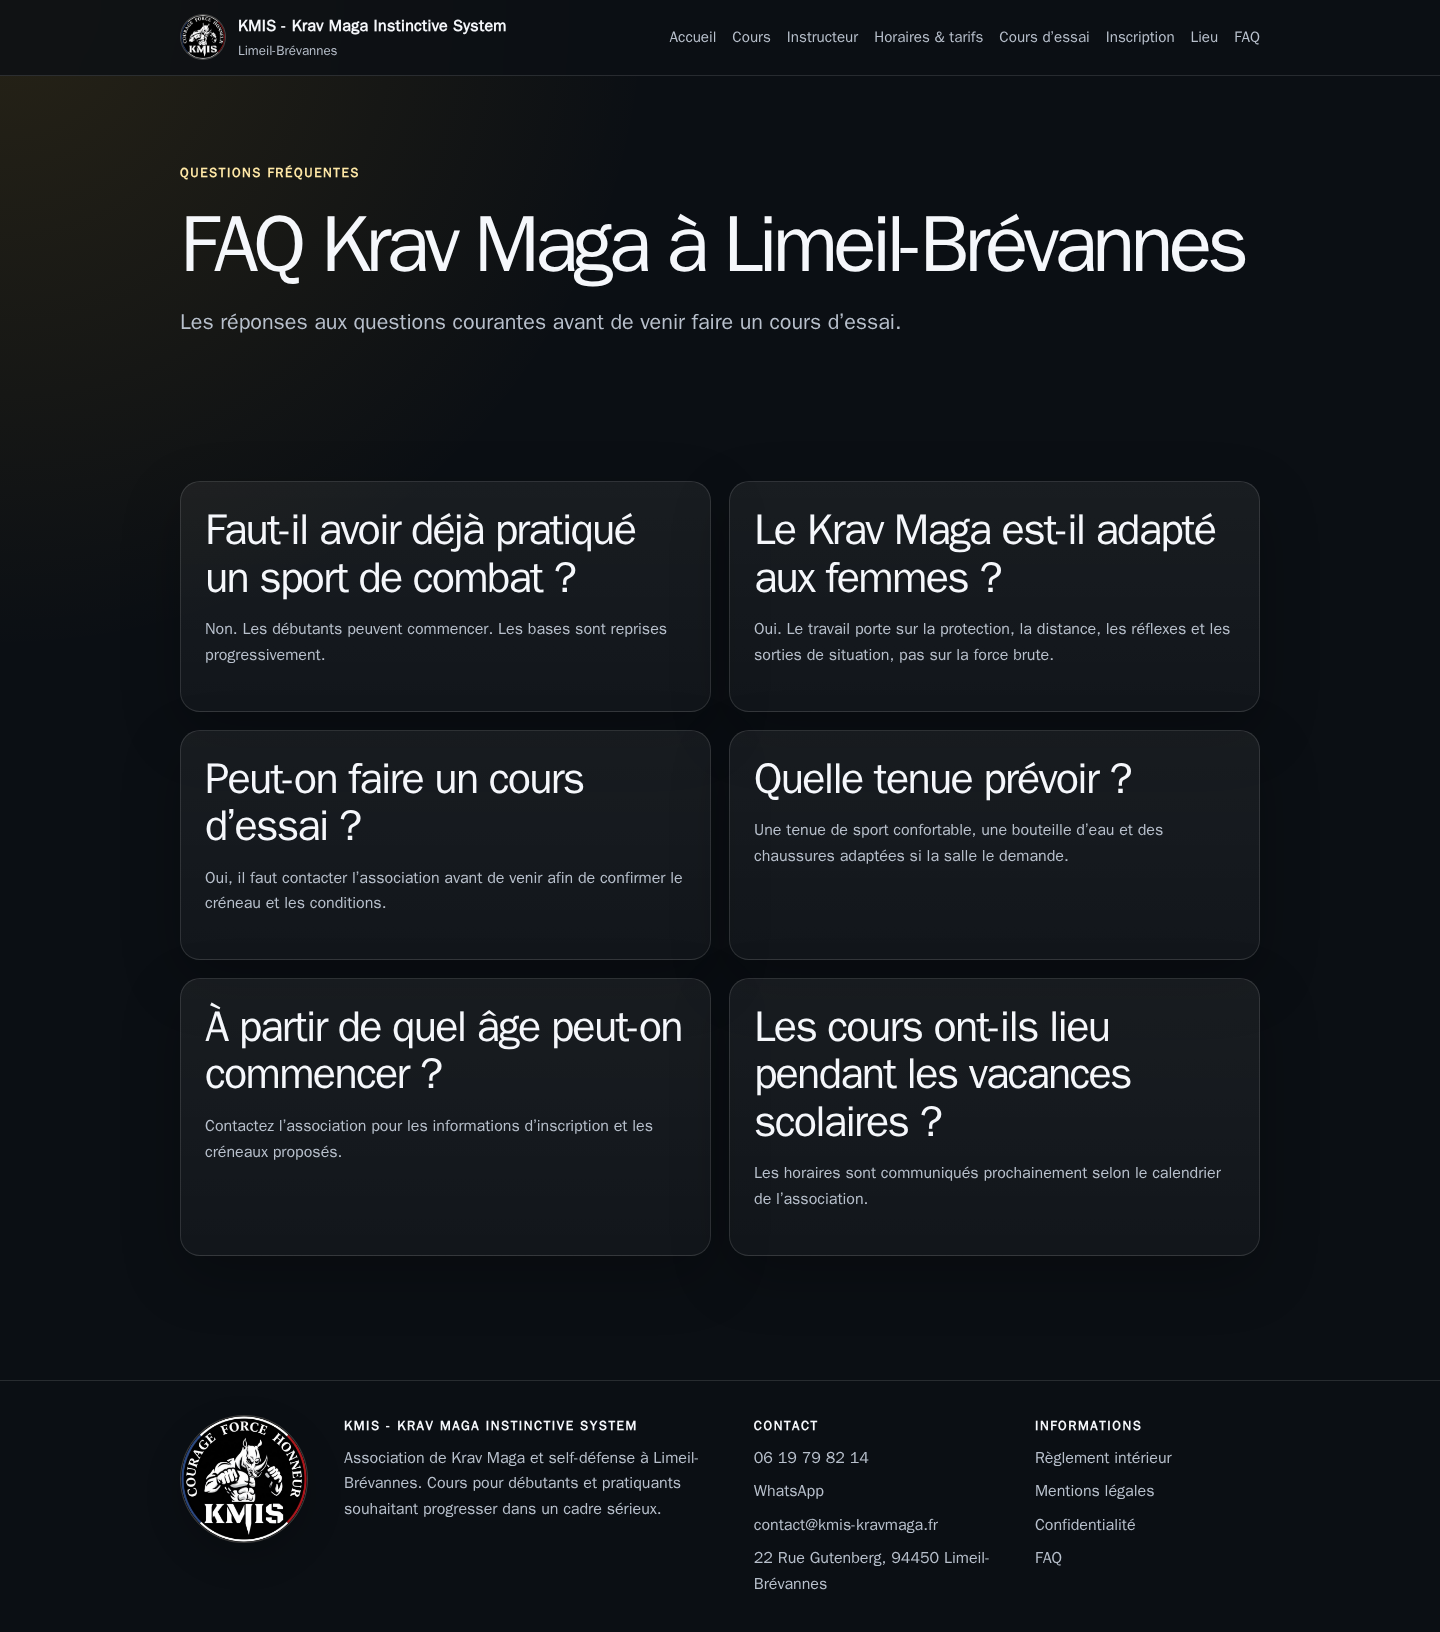 KMIS - Krav Maga Instinctive System
Limeil-Brévannes
Accueil Cours Instructeur Horaires & tarifs Cours d'essai Inscription Lieu FAQ
QUESTIONS FRÉQUENTES
FAQ Krav Maga à Limeil-Brévannes
Les réponses aux questions courantes avant de venir faire un cours d'essai.
Faut-il avoir déjà pratiqué
un sport de combat ?
Non. Les débutants peuvent commencer. Les bases sont reprises
progressivement.
Le Krav Maga est-il adapté
aux femmes ?
Oui. Le travail porte sur la protection, la distance, les réflexes et les
sorties de situation, pas sur la force brute.
Peut-on faire un cours
d'essai ?
Oui, il faut contacter l'association avant de venir afin de confirmer le
créneau et les conditions.
Quelle tenue prévoir ?
Une tenue de sport confortable, une bouteille d'eau et des
chaussures adaptées si la salle le demande.
À partir de quel âge peut-on
commencer ?
Contactez l'association pour les informations d'inscription et les
créneaux proposés.
Les cours ont-ils lieu
pendant les vacances
scolaires ?
Les horaires sont communiqués prochainement selon le calendrier
de l'association.
COURAGE FORCE HONNEUR
KMIS
KMIS - KRAV MAGA INSTINCTIVE SYSTEM
Association de Krav Maga et self-défense à Limeil-
Brévannes. Cours pour débutants et pratiquants
souhaitant progresser dans un cadre sérieux.
CONTACT
06 19 79 82 14
WhatsApp
contact@kmis-kravmaga.fr
22 Rue Gutenberg, 94450 Limeil-
Brévannes
INFORMATIONS
Règlement intérieur
Mentions légales
Confidentialité
FAQ